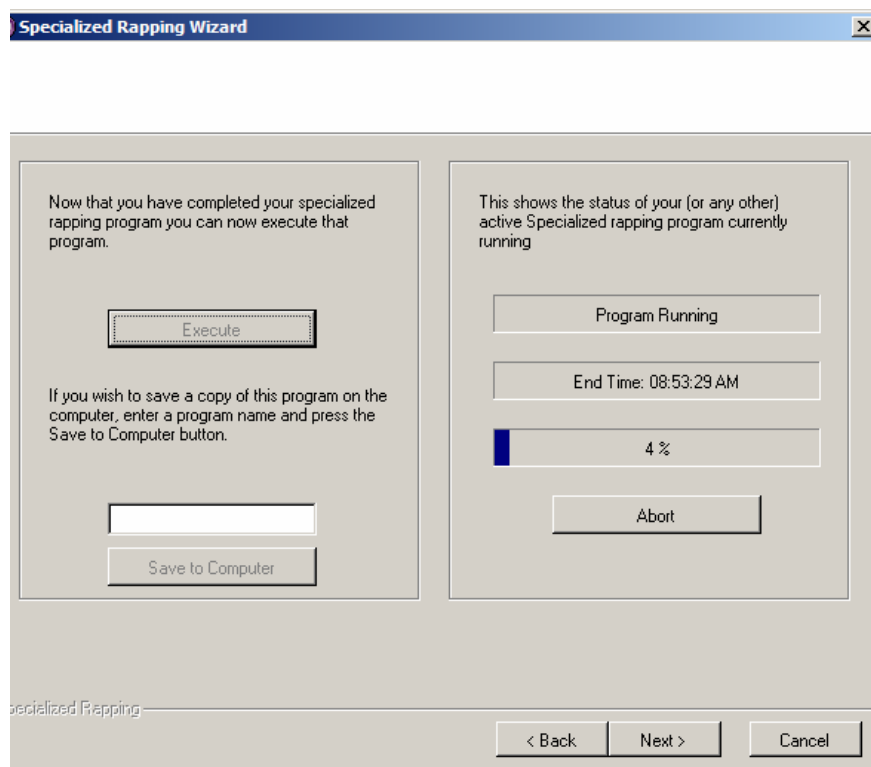 Specialized Rapping Wizard
Now that you have completed your specialized
rapping program you can now execute that
program.
Execute
If you wish to save a copy of this program on the
computer, enter a program name and press the
Save to Computer button.
Save to Computer
This shows the status of your (or any other)
active Specialized rapping program currently
running
Program Running
End Time: 08:53:29 AM
4 %
Abort
pecialized Rapping
< Back
Next >
Cancel